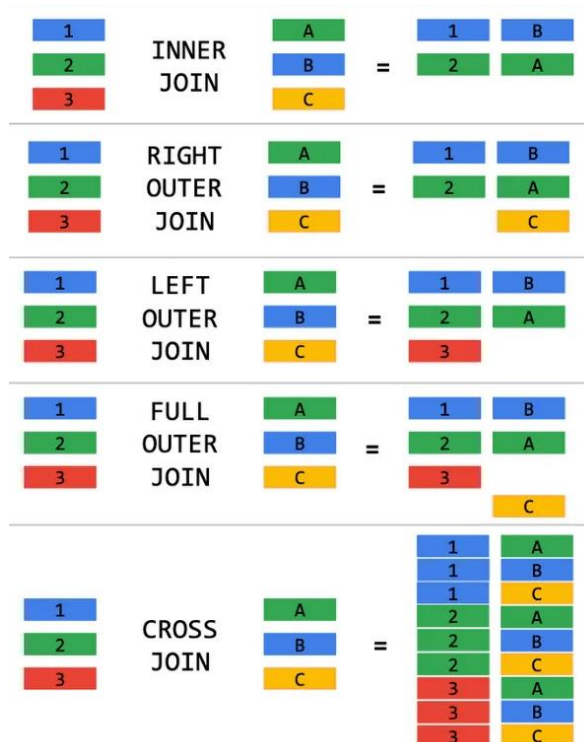 1 A 1 B
2 INNER B = 2 A
3 JOIN C
1 RIGHT A 1 B
2 OUTER B = 2 A
3 JOIN C C
1 LEFT A 1 B
2 OUTER B = 2 A
3 JOIN C 3
1 FULL A 1 B
2 OUTER B = 2 A
3 JOIN C 3
C
1 A
1 B
1 C
1 A 2 A
2 CROSS B = 2 B
3 JOIN C 2 C
3 A
3 B
3 C